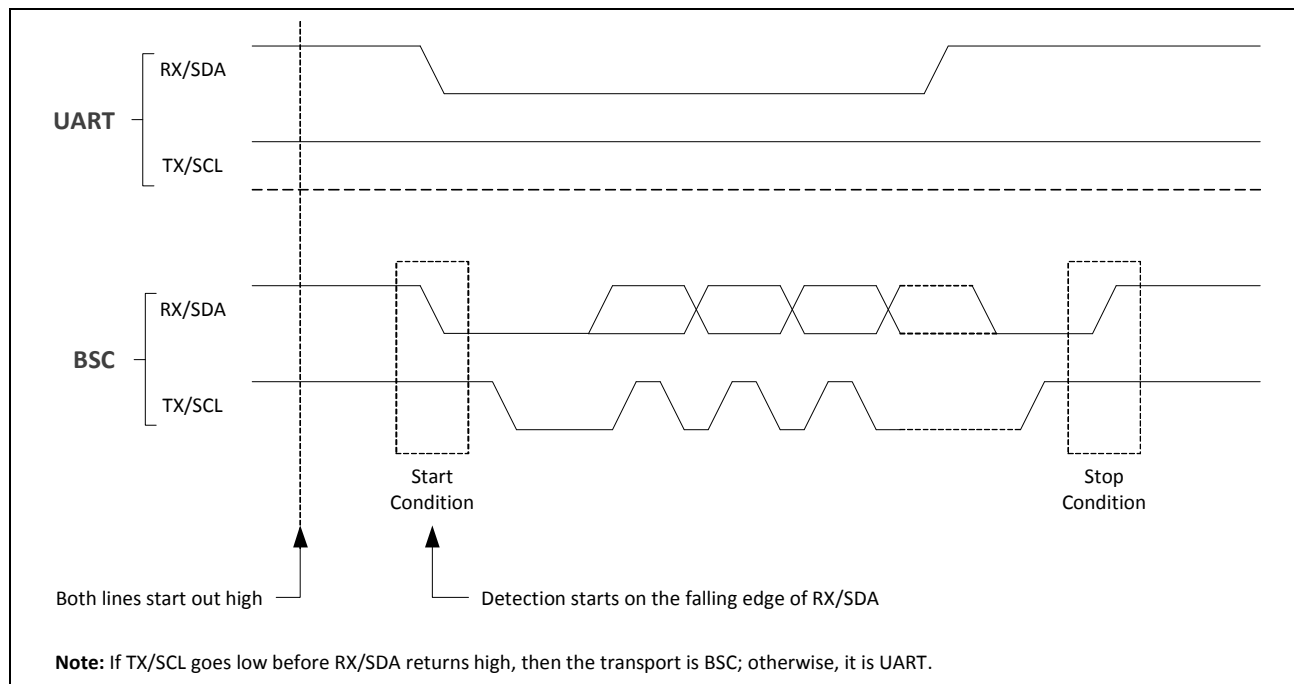 RX/SDA
UART
TX/SCL
RX/SDA
BSC
TX/SCL
Start
Condition
Stop
Condition
Both lines start out high
Detection starts on the falling edge of RX/SDA
Note: If TX/SCL goes low before RX/SDA returns high, then the transport is BSC; otherwise, it is UART.